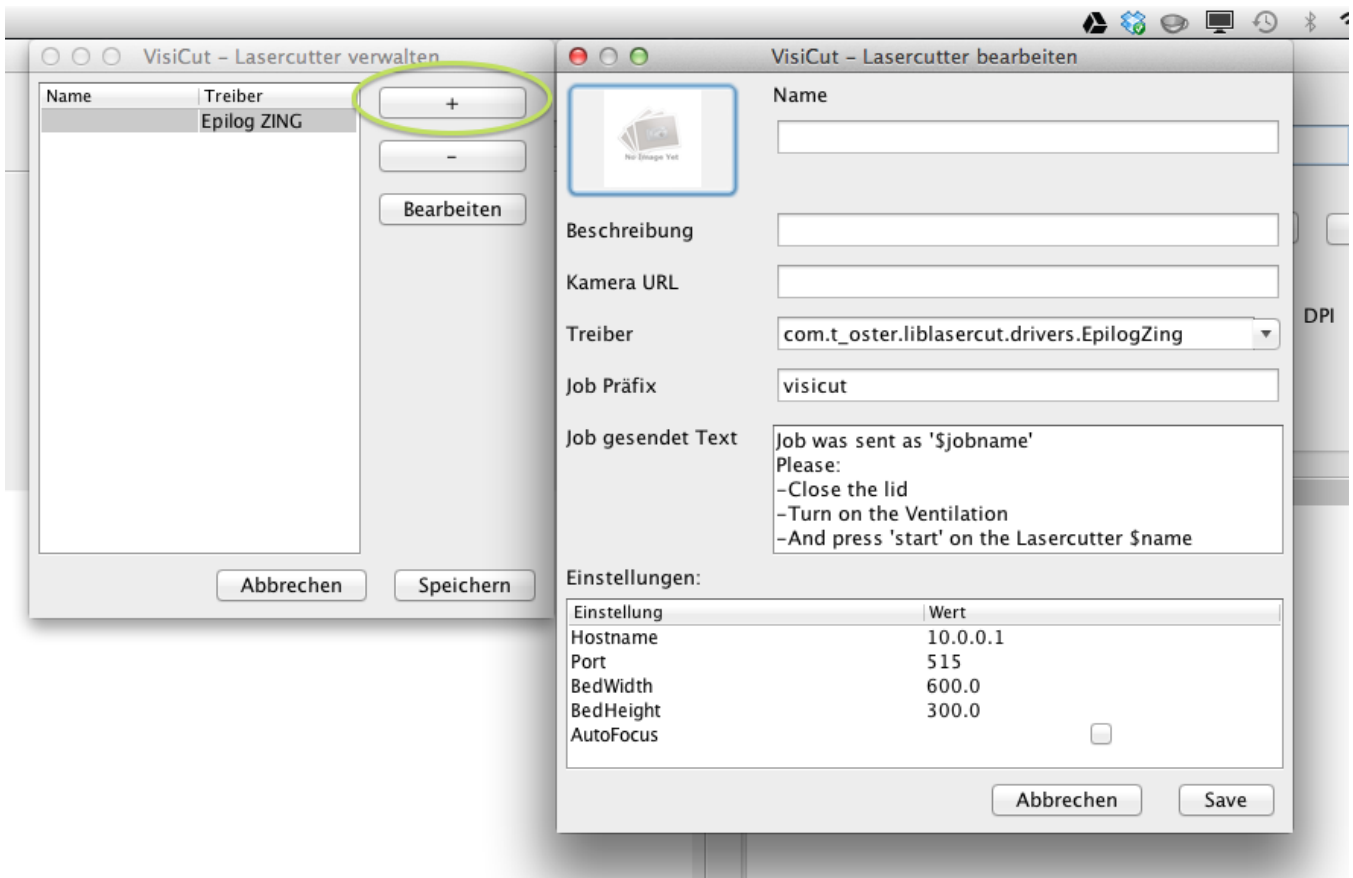 VisiCut – Lasercutter verwalten
Name Treiber
Epilog ZING
+
-
Bearbeiten
Abbrechen Speichern
VisiCut – Lasercutter bearbeiten
No Image Yet
Name
Beschreibung
Kamera URL
Treiber com.t_oster.liblasercut.drivers.EpilogZing
Job Präfix visicut
Job gesendet Text
Job was sent as '$jobname'
Please:
-Close the lid
-Turn on the Ventilation
-And press 'start' on the Lasercutter $name
Einstellungen:
Einstellung Wert
Hostname 10.0.0.1
Port 515
BedWidth 600.0
BedHeight 300.0
AutoFocus
Abbrechen Save
DPI